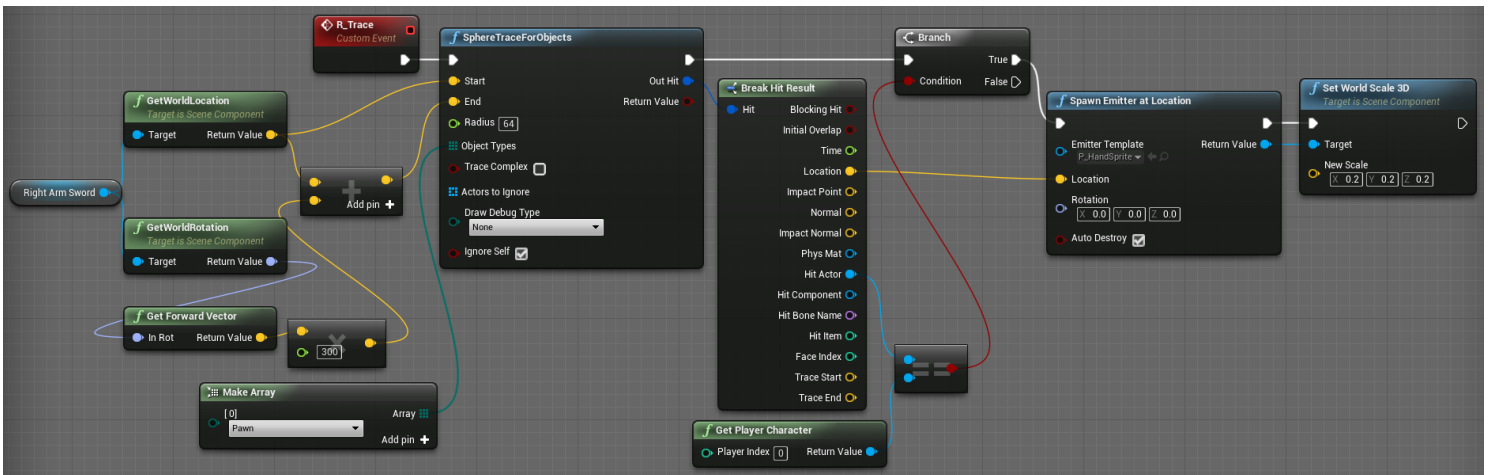 R_Trace
Custom Event
SphereTraceForObjects
Start
Out Hit
End
Return Value
Radius 64
Object Types
Trace Complex
Actors to Ignore
Draw Debug Type
None
Ignore Self
GetWorldLocation
Target is Scene Component
Target Return Value
Right Arm Sword
Add pin +
GetWorldRotation
Target is Scene Component
Target Return Value
Get Forward Vector
In Rot Return Value
300
Make Array
[0]
Array
Pawn
Add pin +
Break Hit Result
Hit Blocking Hit
Initial Overlap
Time
Location
Impact Point
Normal
Impact Normal
Phys Mat
Hit Actor
Hit Component
Hit Bone Name
Hit Item
Face Index
Trace Start
Trace End
Get Player Character
Player Index 0 Return Value
==
Branch
True
Condition False
Spawn Emitter at Location
Emitter Template Return Value
P_HandSprite
Location
Rotation
X 0.0 Y 0.0 Z 0.0
Auto Destroy
Set World Scale 3D
Target is Scene Component
Target
New Scale
X 0.2 Y 0.2 Z 0.2